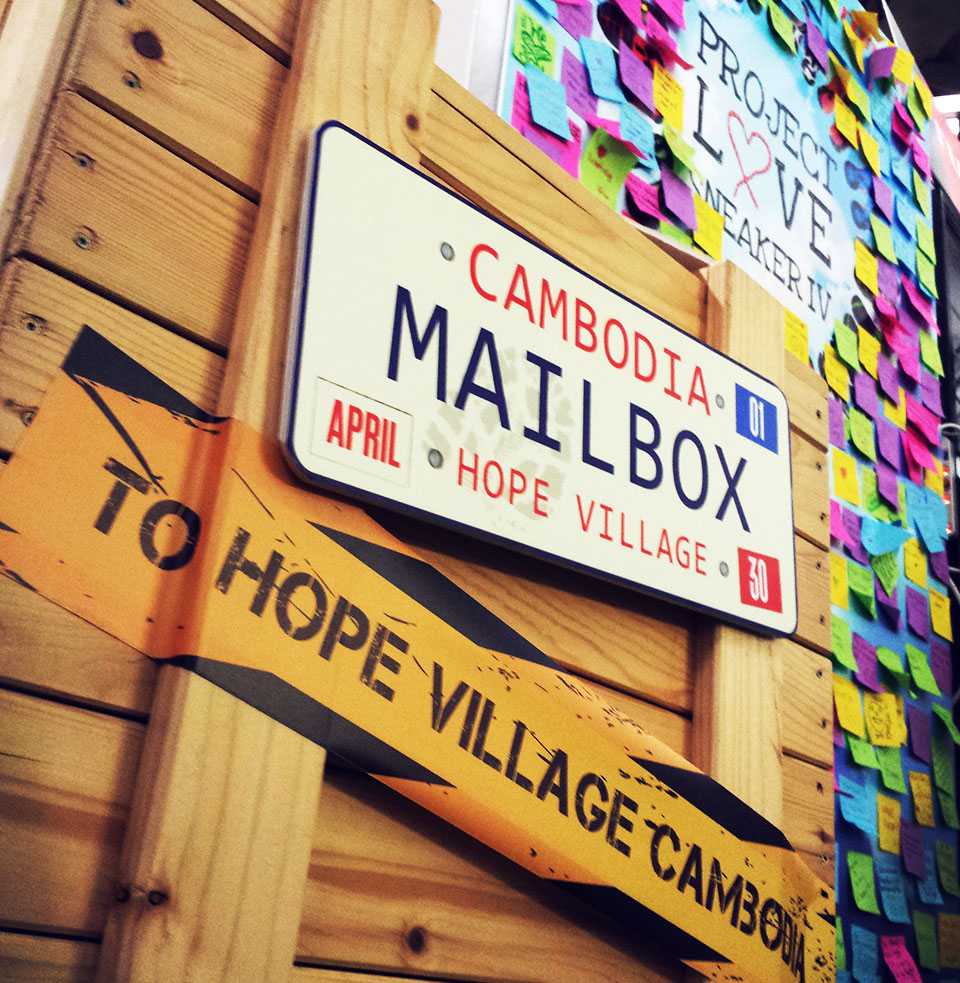 PROJECT
LOVE
SNEAKER IV
CAMBODIA
MAILBOX
01
APRIL
HOPE VILLAGE
30
TO HOPE VILLAGE CAMBODIA